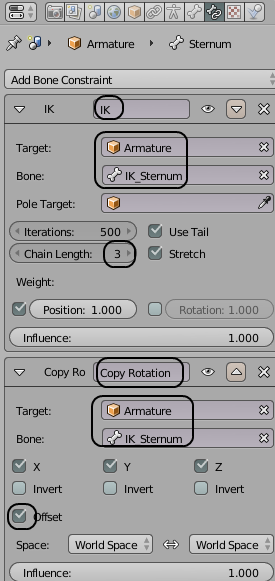 Armature Sternum
Add Bone Constraint
IK IK
Target: Armature
Bone: IK_Sternum
Pole Target:
Iterations: 500 Use Tail
Chain Length: 3 Stretch
Weight:
Position: 1.000 Rotation: 1.000
Influence: 1.000
Copy Ro Copy Rotation
Target: Armature
Bone: IK_Sternum
X Y Z
Invert Invert Invert
Offset
Space: World Space World Space
Influence: 1.000